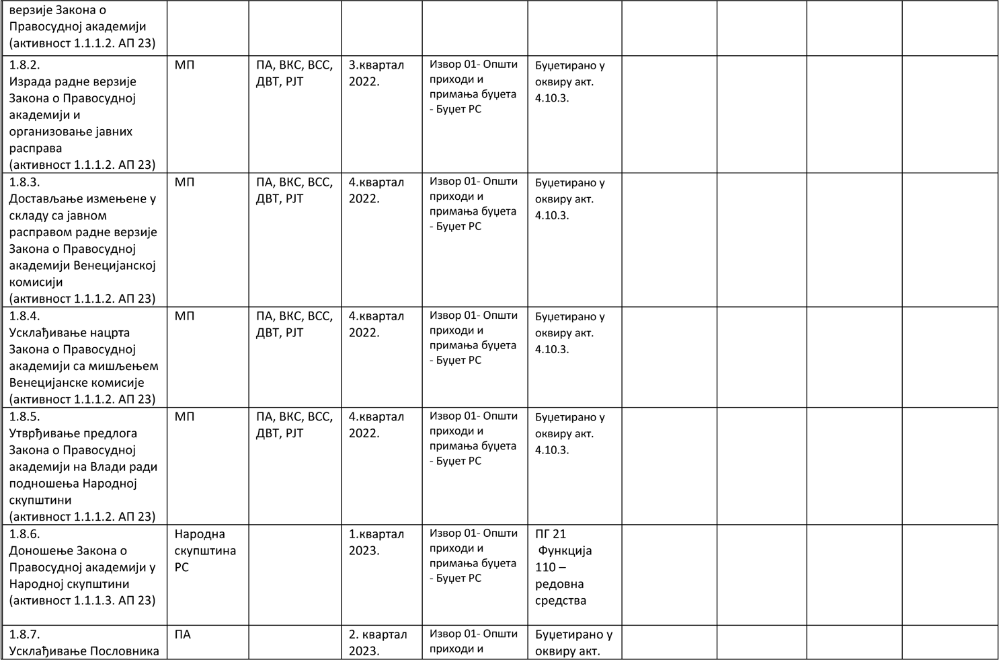 верзије Закона о
Правосудној академији
(активност 1.1.1.2. АП 23)
1.8.2.
Израда радне верзије
Закона о Правосудној
академији и
организовање јавних
расправа
(активност 1.1.1.2. АП 23)
МП
ПА, ВКС, ВСС,
ДВТ, РЈТ
3.квартал
2022.
Извор 01- Општи
приходи и
примања буџета
- Буџет РС
Буџетирано у
оквиру акт.
4.10.3.
1.8.3.
Достављање измењене у
складу са јавном
расправом радне верзије
Закона о Правосудној
академији Венецијанској
комисији
(активност 1.1.1.2. АП 23)
МП
ПА, ВКС, ВСС,
ДВТ, РЈТ
4.квартал
2022.
Извор 01- Општи
приходи и
примања буџета
- Буџет РС
Буџетирано у
оквиру акт.
4.10.3.
1.8.4.
Усклађивање нацрта
Закона о Правосудној
академији са мишљењем
Венецијанске комисије
(активност 1.1.1.2. АП 23)
МП
ПА, ВКС, ВСС,
ДВТ, РЈТ
4.квартал
2022.
Извор 01- Општи
приходи и
примања буџета
- Буџет РС
Буџетирано у
оквиру акт.
4.10.3.
1.8.5.
Утврђивање предлога
Закона о Правосудној
академији на Влади ради
подношења Народној
скупштини
(активност 1.1.1.2. АП 23)
МП
ПА, ВКС, ВСС,
ДВТ, РЈТ
4.квартал
2022.
Извор 01- Општи
приходи и
примања буџета
- Буџет РС
Буџетирано у
оквиру акт.
4.10.3.
1.8.6.
Доношење Закона о
Правосудној академији у
Народној скупштини
(активност 1.1.1.3. АП 23)
Народна
скупштина
РС
1.квартал
2023.
Извор 01- Општи
приходи и
примања буџета
- Буџет РС
ПГ 21
Функција
110 –
редовна
средства
1.8.7.
Усклађивање Пословника
ПА
2. квартал
2023.
Извор 01- Општи
приходи и
Буџетирано у
оквиру акт.